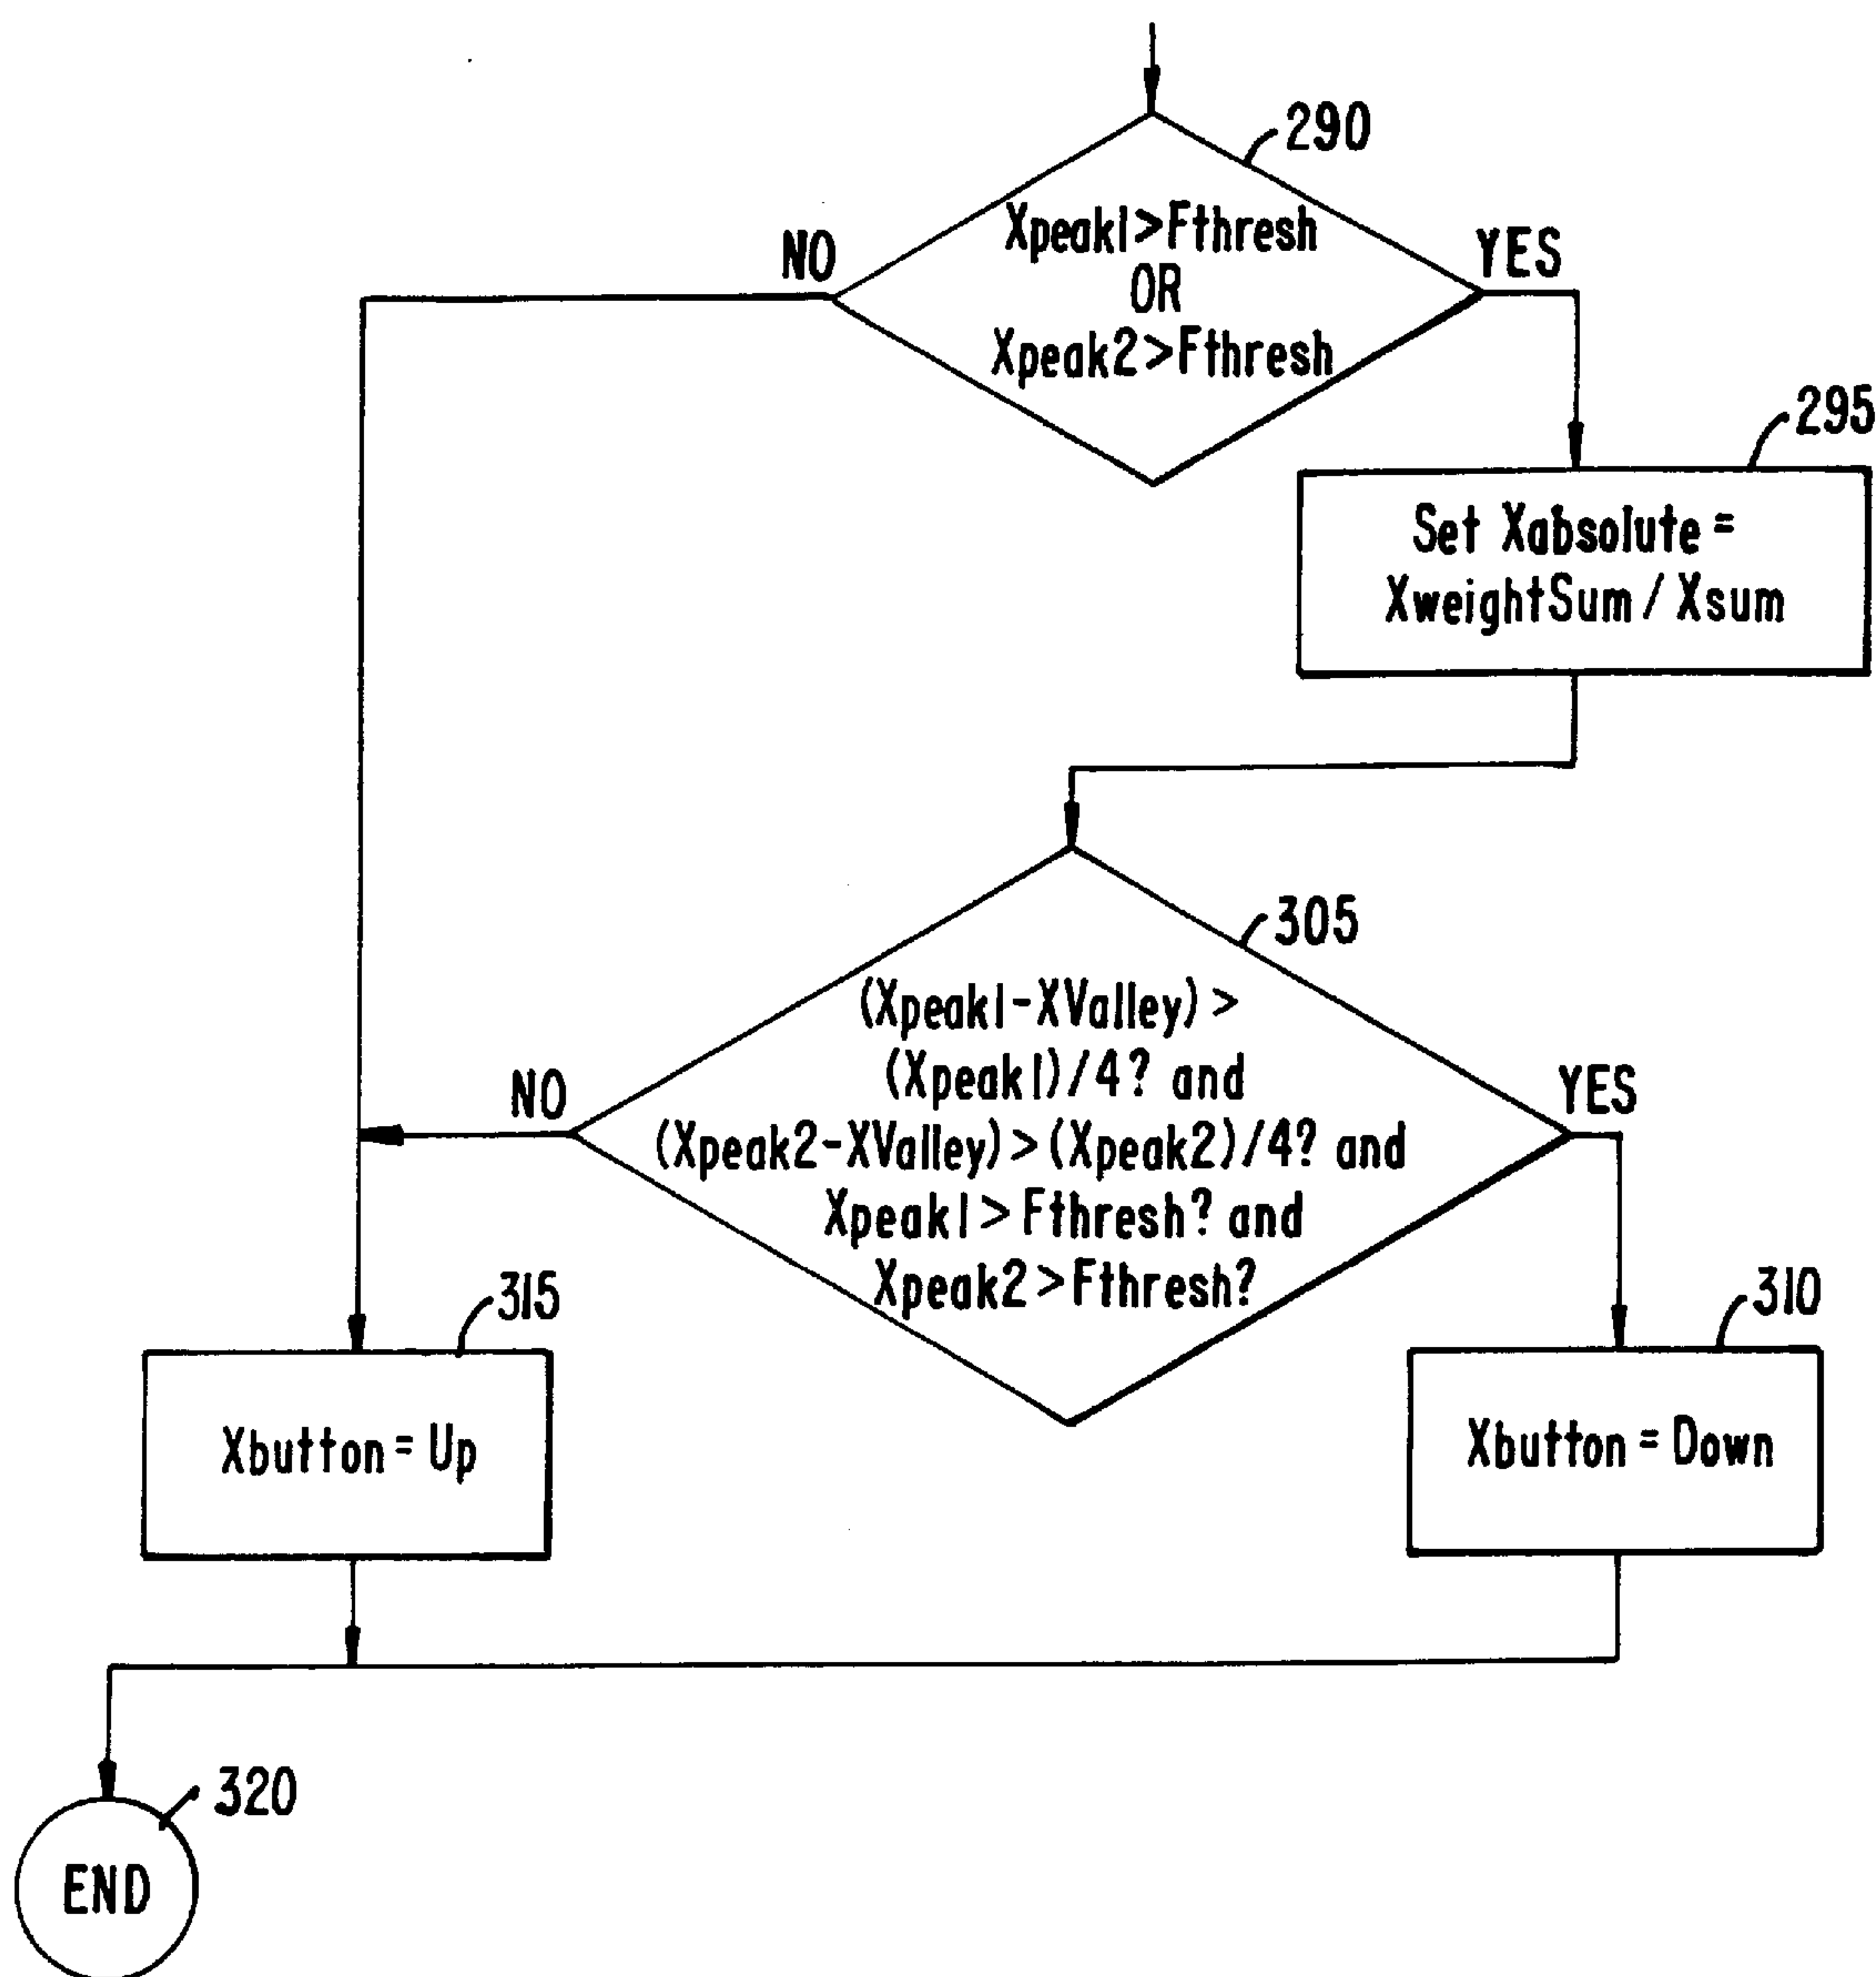 290
Xpeak1>Fthresh
OR
Xpeak2>Fthresh
NO
YES
295
Set Xabsolute =
XweightSum / Xsum
305
(Xpeak1-XValley) >
(Xpeak1)/4? and
(Xpeak2-XValley) > (Xpeak2)/4? and
Xpeak1 > Fthresh? and
Xpeak2 > Fthresh?
NO
YES
315
Xbutton = Up
310
Xbutton = Down
320
END